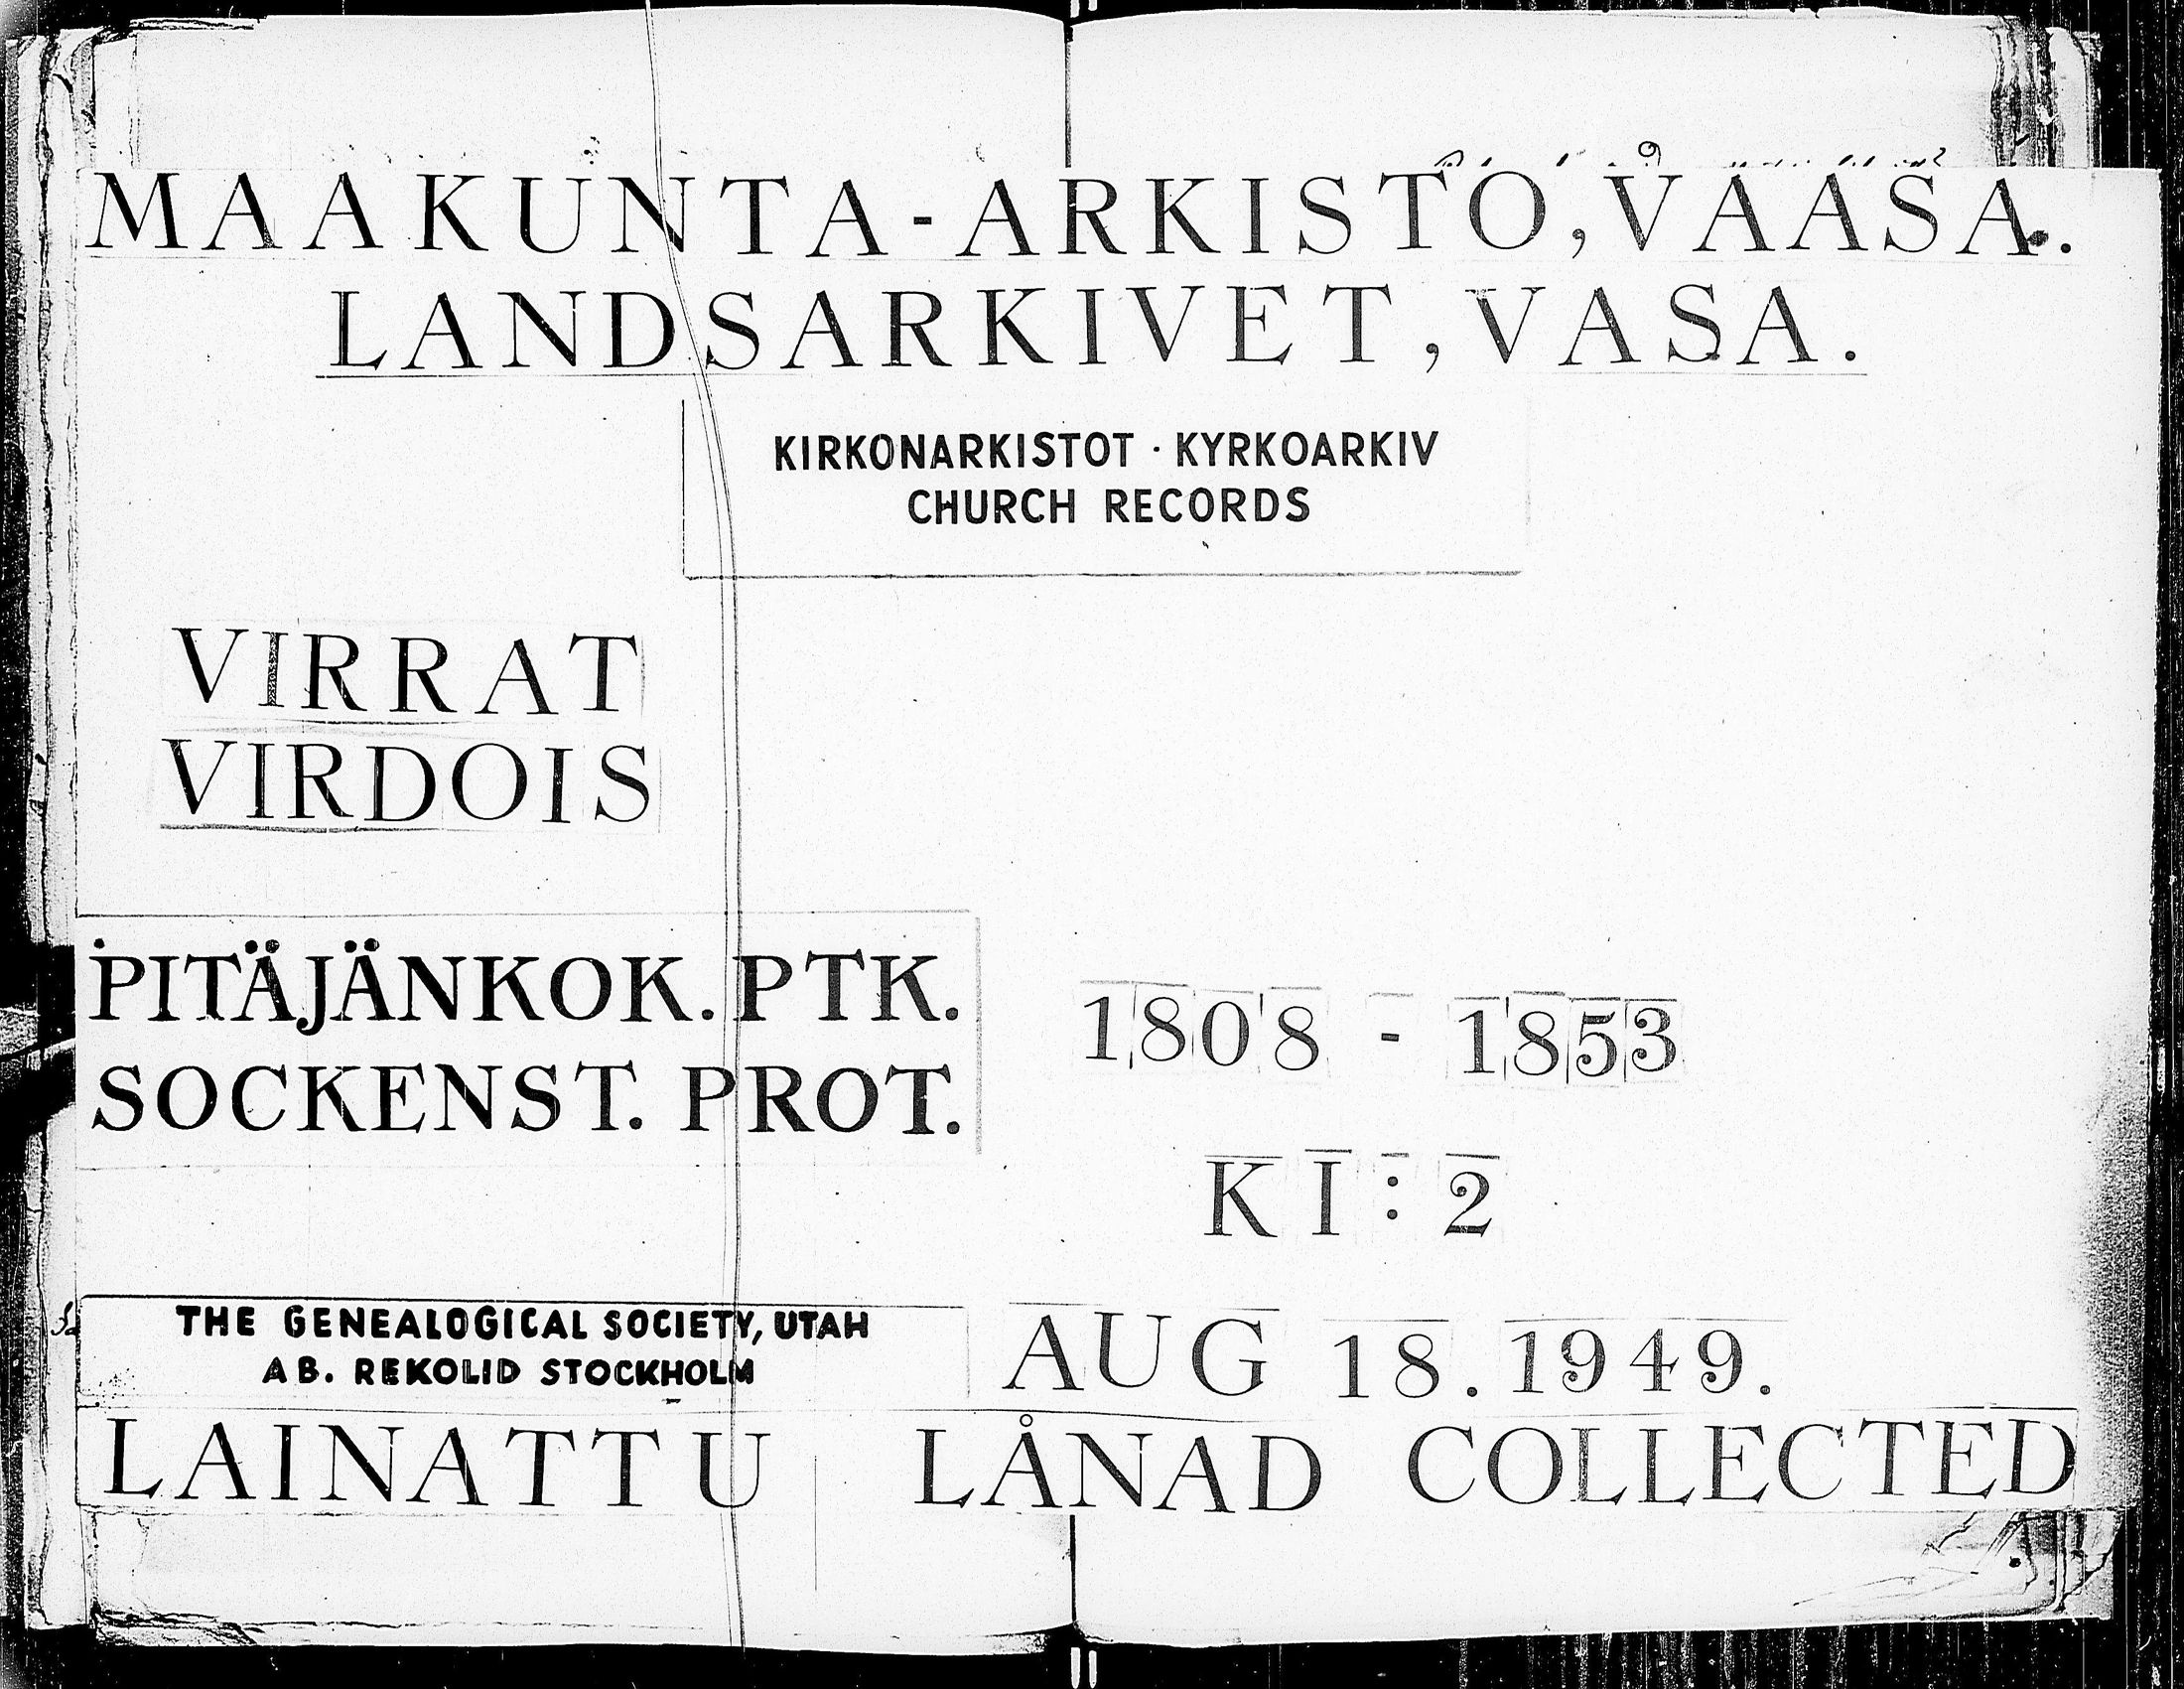 MAAKUNTA-ARKISTO, VAASA.
LANDSARKIVET, VASA.
KIRKONARKISTOT · KYRKOARKIV
CHURCH RECORDS
VIRRAT
VIRDOIS
PITÄJÄNKOK. PTK.
SOCKENST. PROT.
1808 - 1853
KI: 2
THE GENEALOGICAL SOCIETY, UTAH
AB. REKOLID STOCKHOLM
AUG 18. 1949.
LAINATTU LÅNAD COLLECTED